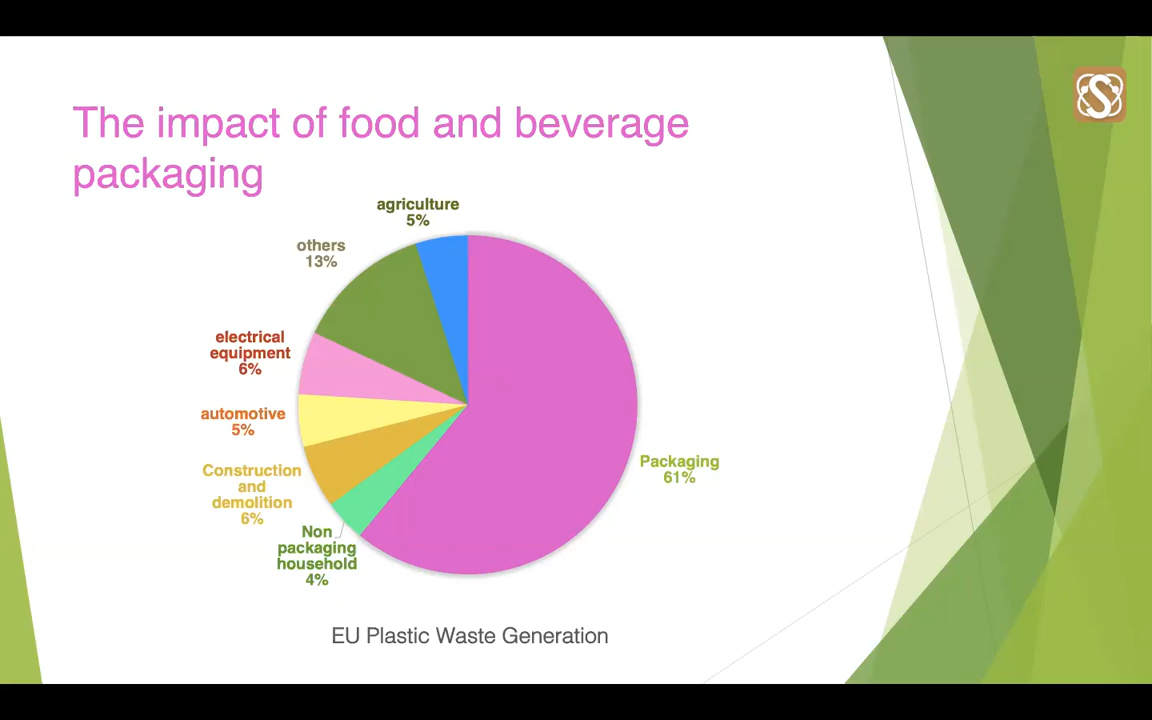 The impact of food and beverage
packaging
agriculture
5%
others
13%
electrical
equipment
6%
automotive
5%
Construction
and
demolition
6%
Non
packaging
household
4%
Packaging
61%
EU Plastic Waste Generation
S